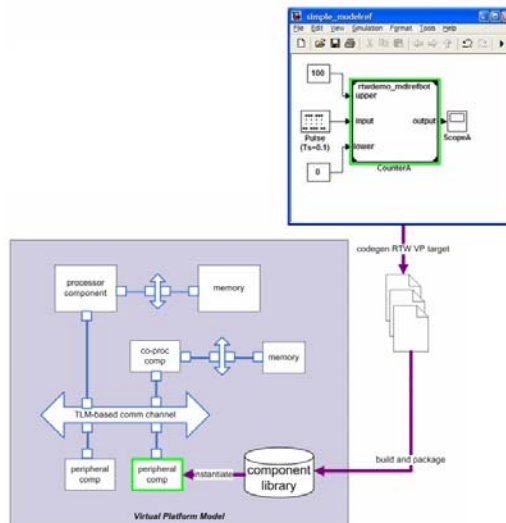 simple_modelref
File Edit View Simulation Format Tools Help
100
rtwdemo_mdlrefbot
upper
input
output
lower
Pulse
(Ts=0.1)
ScopeA
0
CounterA
codegen RTW VP target
processor
component
memory
co-proc
comp
memory
TLM-based comm channel
build and package
peripheral
comp
peripheral
comp
instantiate
component
library
Virtual Platform Model